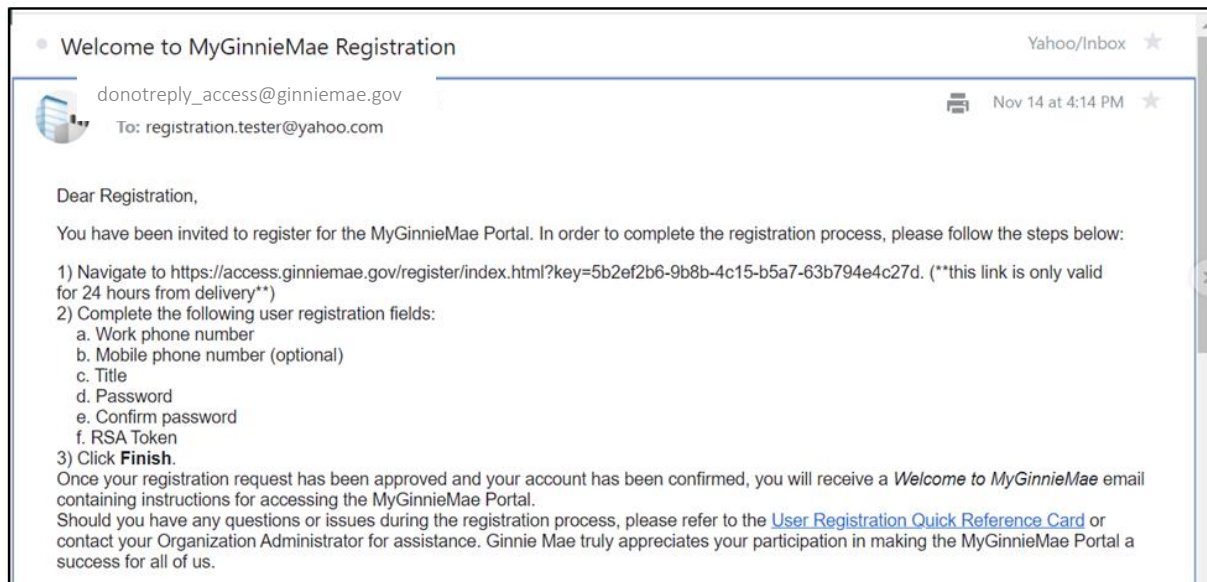 Welcome to MyGinnieMae Registration
Yahoo/Inbox
donotreply_access@ginniemae.gov
Nov 14 at 4:14 PM
To: registration.tester@yahoo.com
Dear Registration,
You have been invited to register for the MyGinnieMae Portal. In order to complete the registration process, please follow the steps below:
1) Navigate to https://access.ginniemae.gov/register/index.html?key=5b2ef2b6-9b8b-4c15-b5a7-63b794e4c27d. (**this link is only valid
for 24 hours from delivery**)
2) Complete the following user registration fields:
a. Work phone number
b. Mobile phone number (optional)
c. Title
d. Password
e. Confirm password
f. RSA Token
3) Click Finish.
Once your registration request has been approved and your account has been confirmed, you will receive a Welcome to MyGinnieMae email
containing instructions for accessing the MyGinnieMae Portal.
Should you have any questions or issues during the registration process, please refer to the User Registration Quick Reference Card or
contact your Organization Administrator for assistance. Ginnie Mae truly appreciates your participation in making the MyGinnieMae Portal a
success for all of us.